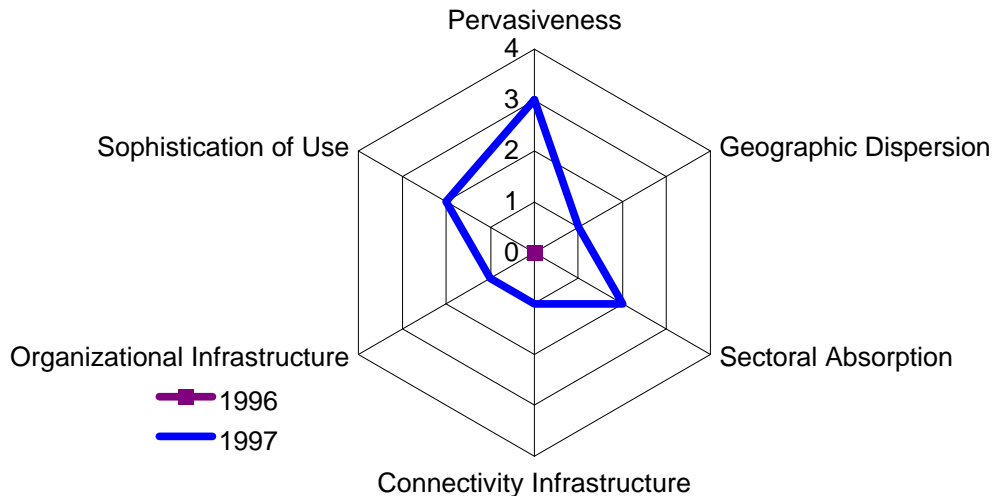 Pervasiveness
4
3
Sophistication of Use
Geographic Dispersion
2
1
0
Organizational Infrastructure
Sectoral Absorption
1996
1997
Connectivity Infrastructure